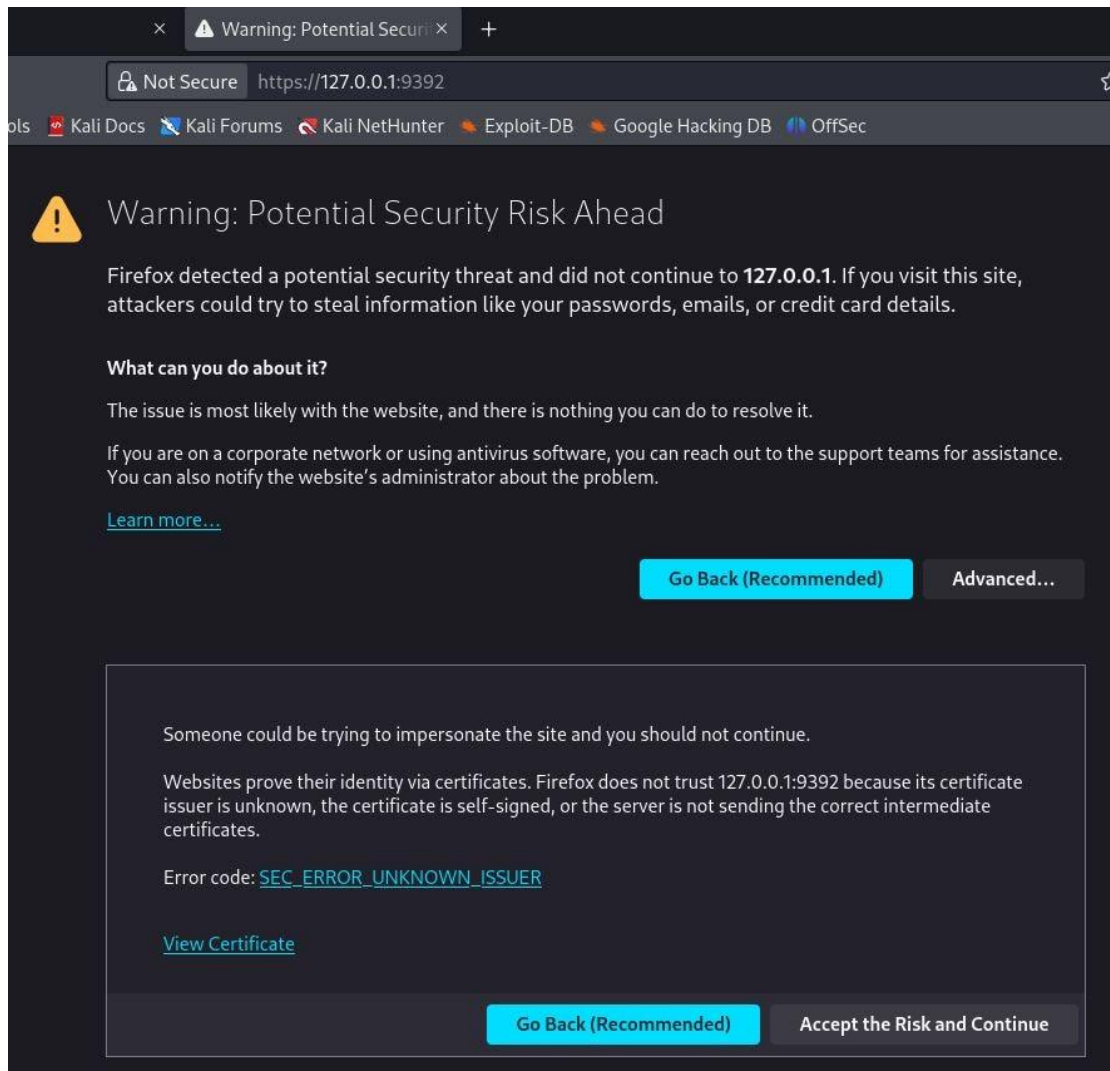 Warning: Potential Securi
Not Secure https://127.0.0.1:9392
ols Kali Docs Kali Forums Kali NetHunter Exploit-DB Google Hacking DB OffSec
Warning: Potential Security Risk Ahead
Firefox detected a potential security threat and did not continue to 127.0.0.1. If you visit this site,
attackers could try to steal information like your passwords, emails, or credit card details.
What can you do about it?
The issue is most likely with the website, and there is nothing you can do to resolve it.
If you are on a corporate network or using antivirus software, you can reach out to the support teams for assistance.
You can also notify the website’s administrator about the problem.
Learn more…
Go Back (Recommended) Advanced…
Someone could be trying to impersonate the site and you should not continue.
Websites prove their identity via certificates. Firefox does not trust 127.0.0.1:9392 because its certificate
issuer is unknown, the certificate is self-signed, or the server is not sending the correct intermediate
certificates.
Error code: SEC_ERROR_UNKNOWN_ISSUER
View Certificate
Go Back (Recommended) Accept the Risk and Continue